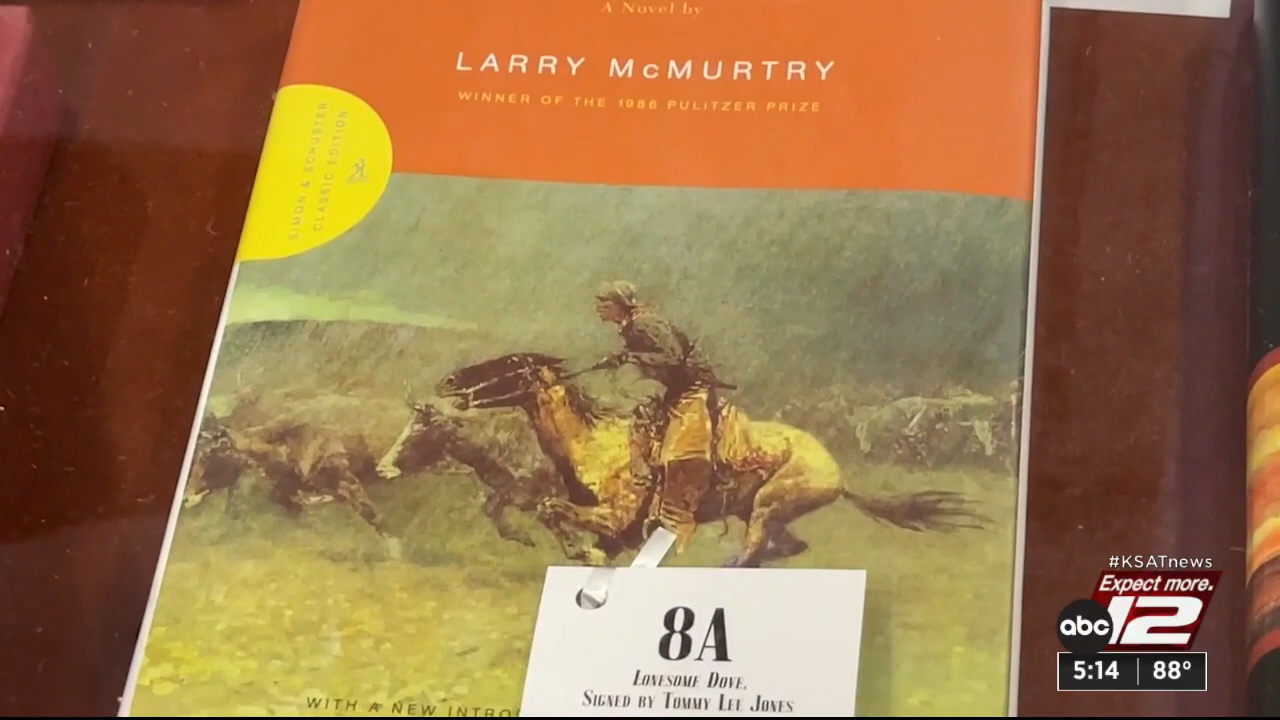 A Novel by
LARRY McMURTRY
WINNER OF THE 1986 PULITZER PRIZE
SIMON & SCHUSTER
CLASSIC EDITION
8A
LONESOME DOVE,
SIGNED BY TOMMY LEE JONES
WITH A NEW
#KSATnews
Expect more.
abc 12
5:14 88°